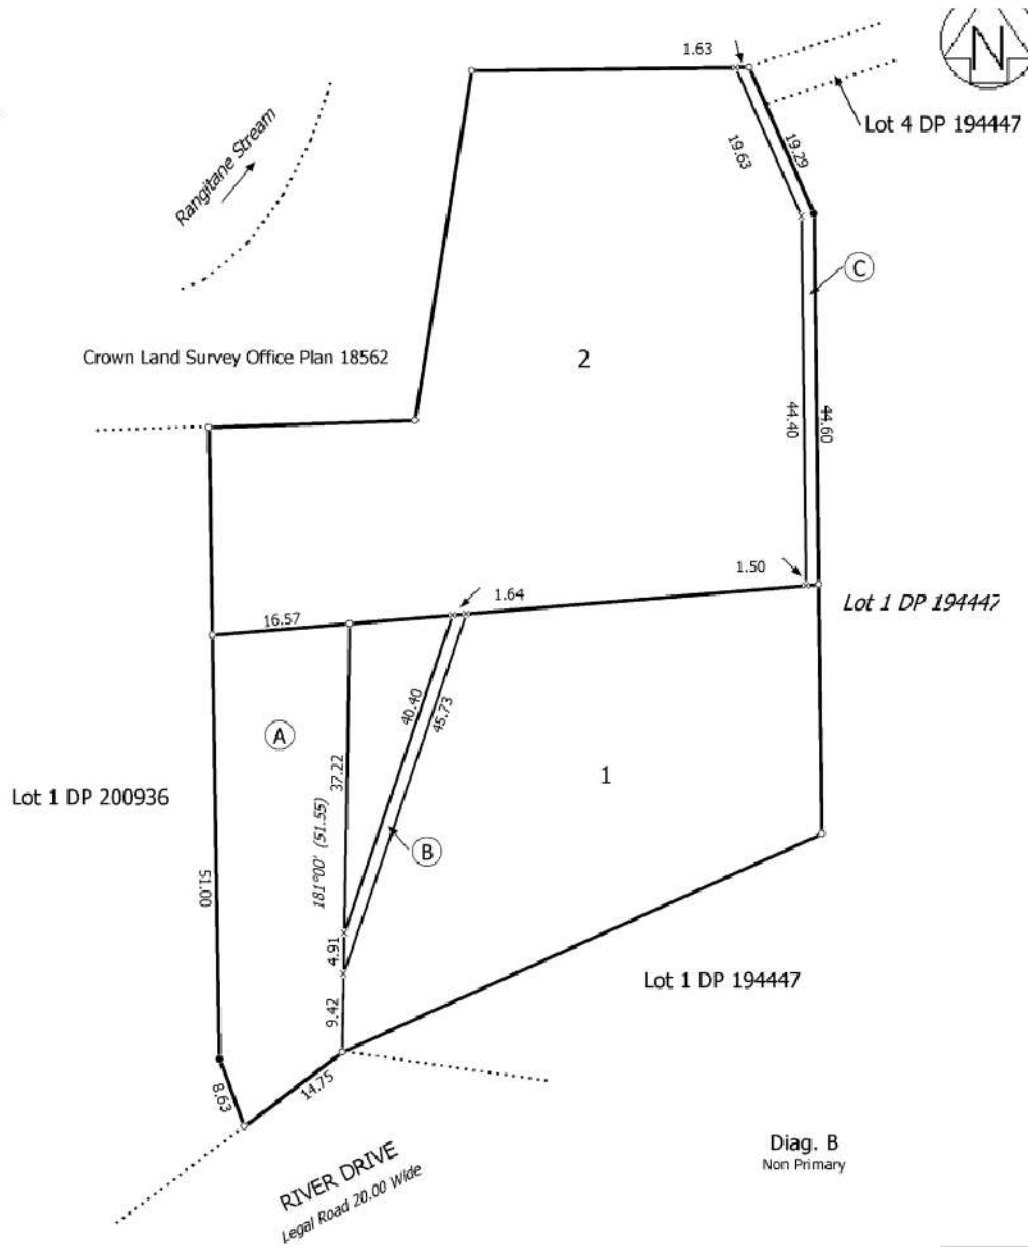 1.63
N
Lot 4 DP 194447
Rangitane Stream
19.63
19.29
C
Crown Land Survey Office Plan 18562
2
44.40
44.60
1.50
1.64
Lot 1 DP 194447
16.57
40.40
45.73
A
37.22
1
Lot 1 DP 200936
181°00' (51.55)
B
51.00
4.91
Lot 1 DP 194447
9.42
8.63
14.75
Diag. B
Non Primary
RIVER DRIVE
Legal Road 20.00 Wide